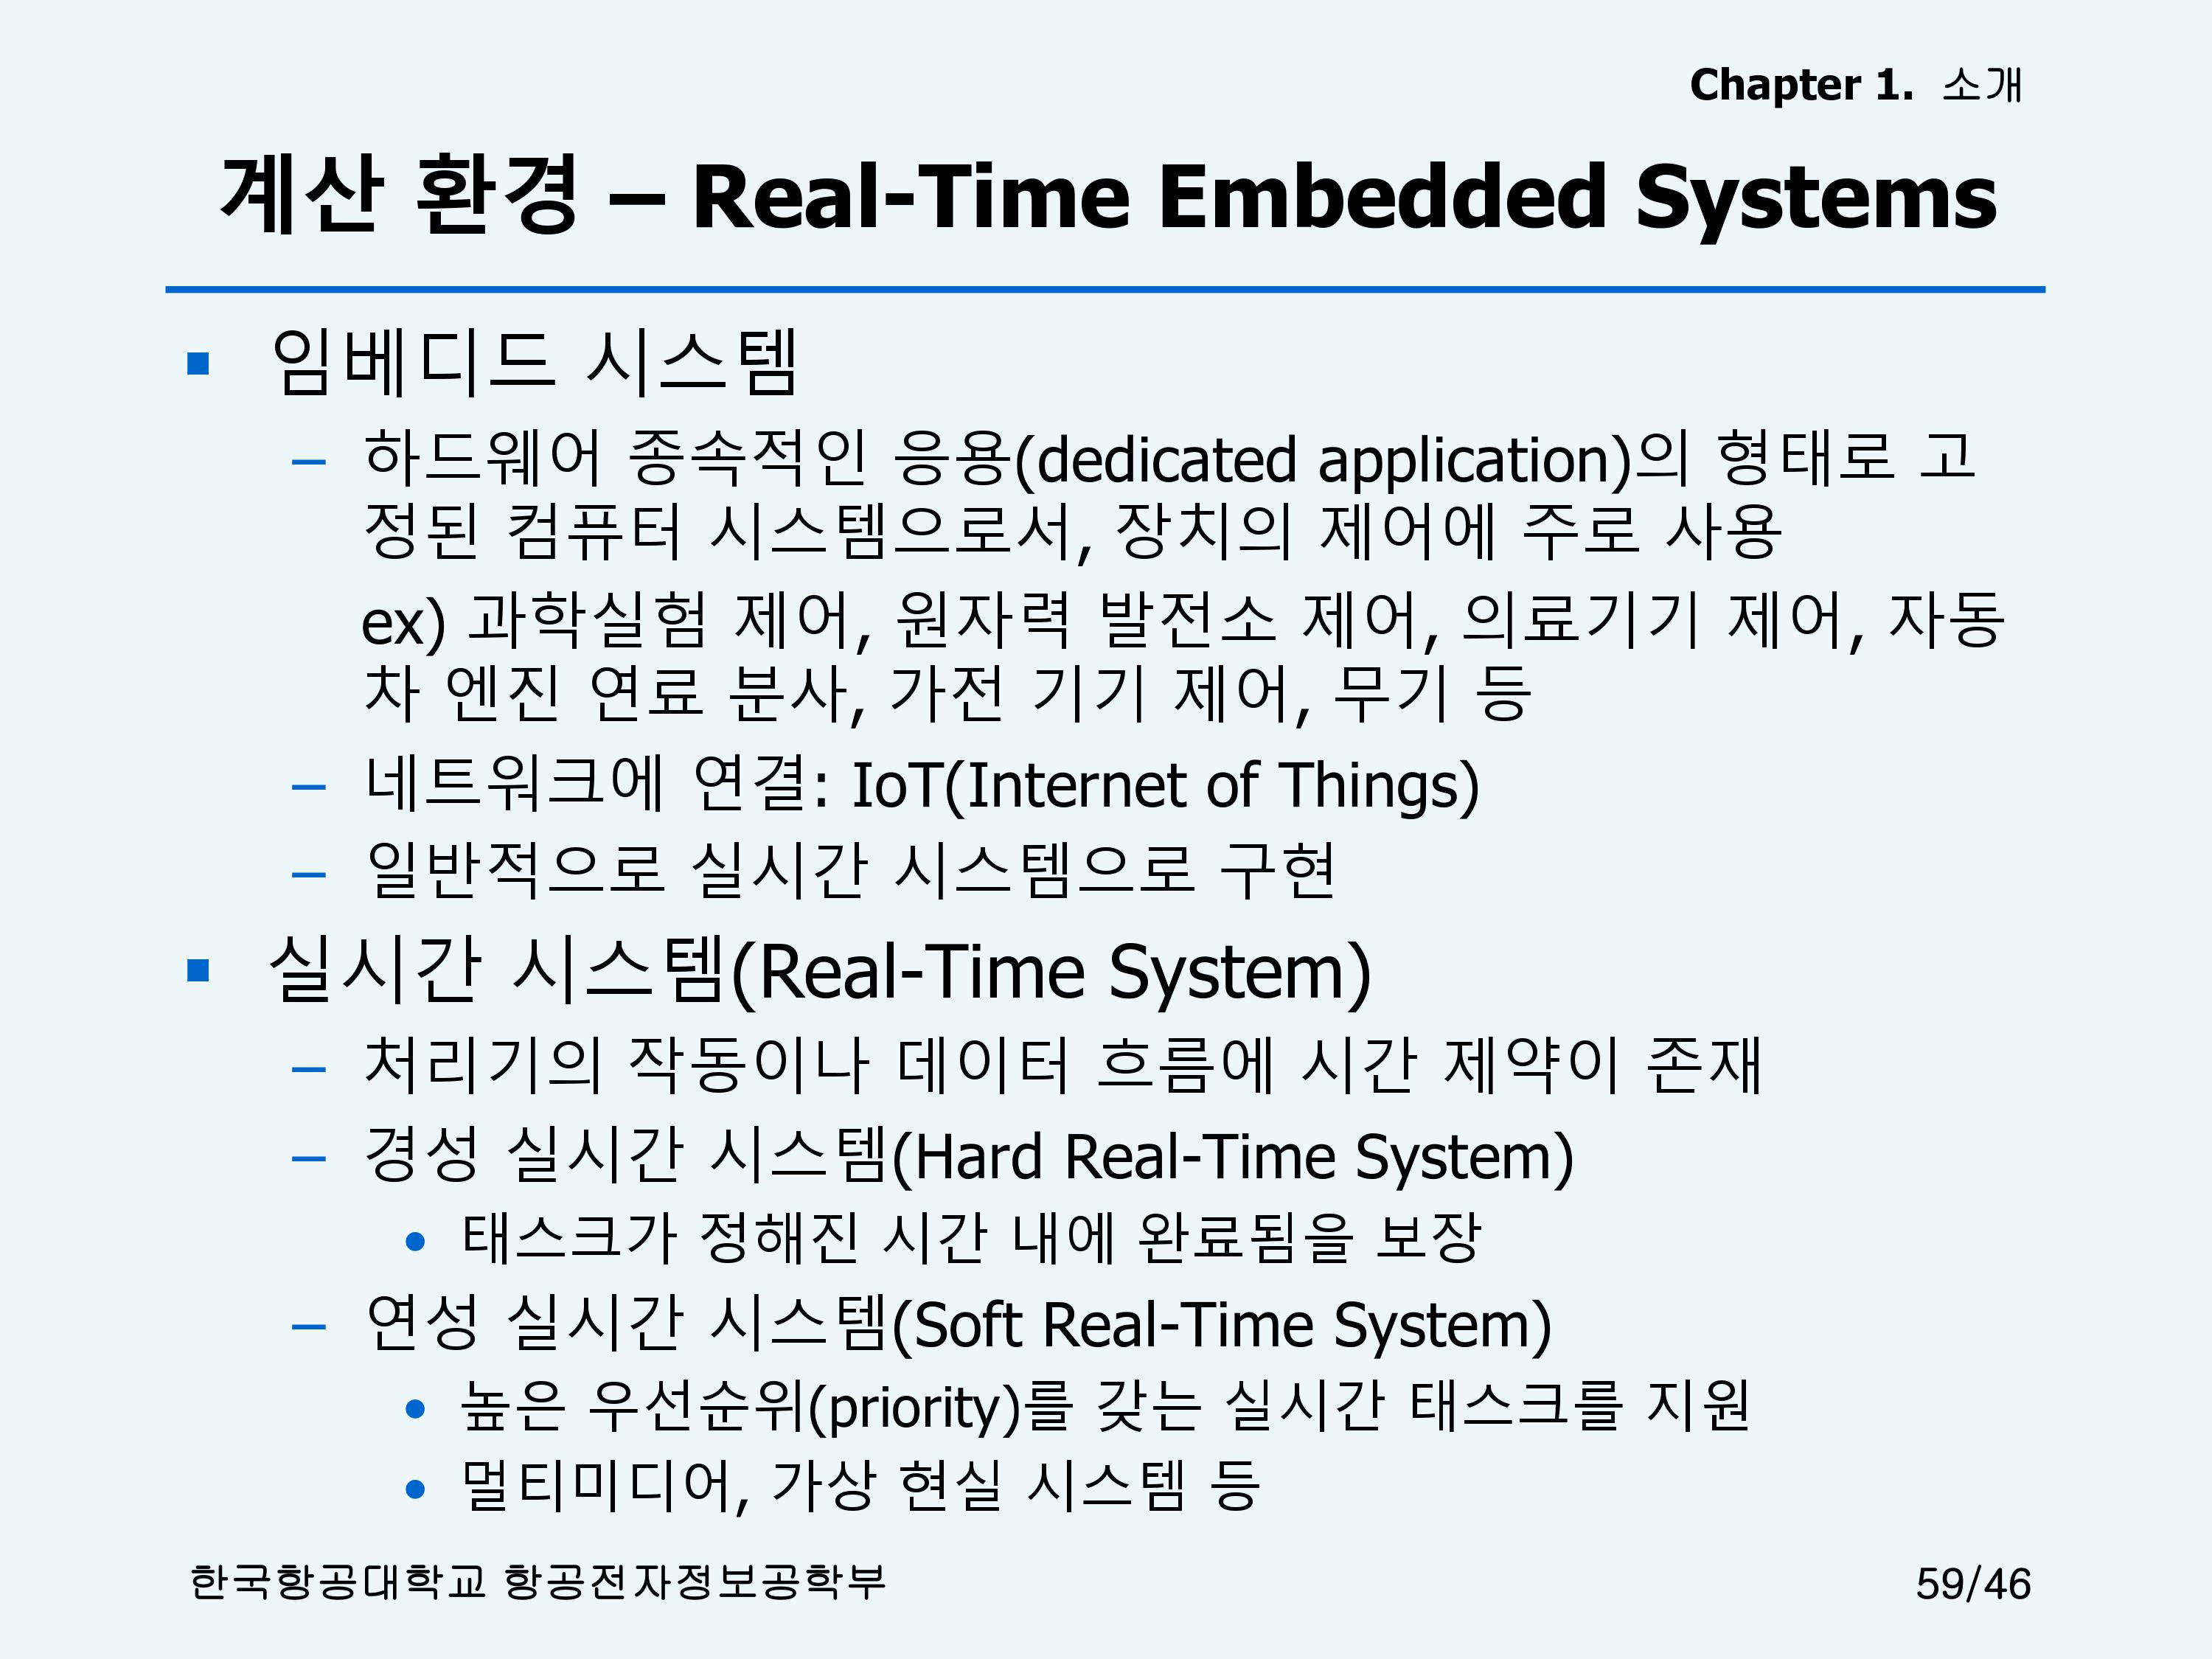 Chapter 1. 소개
계산 환경 – Real-Time Embedded Systems
▪ 임베디드 시스템
– 하드웨어 종속적인 응용(dedicated application)의 형태로 고
정된 컴퓨터 시스템으로서, 장치의 제어에 주로 사용
ex) 과학실험 제어, 원자력 발전소 제어, 의료기기 제어, 자동
차 엔진 연료 분사, 가전 기기 제어, 무기 등
– 네트워크에 연결: IoT(Internet of Things)
– 일반적으로 실시간 시스템으로 구현
▪ 실시간 시스템(Real-Time System)
– 처리기의 작동이나 데이터 흐름에 시간 제약이 존재
– 경성 실시간 시스템(Hard Real-Time System)
• 태스크가 정해진 시간 내에 완료됨을 보장
– 연성 실시간 시스템(Soft Real-Time System)
• 높은 우선순위(priority)를 갖는 실시간 태스크를 지원
• 멀티미디어, 가상 현실 시스템 등
한국항공대학교 항공전자정보공학부
59/46